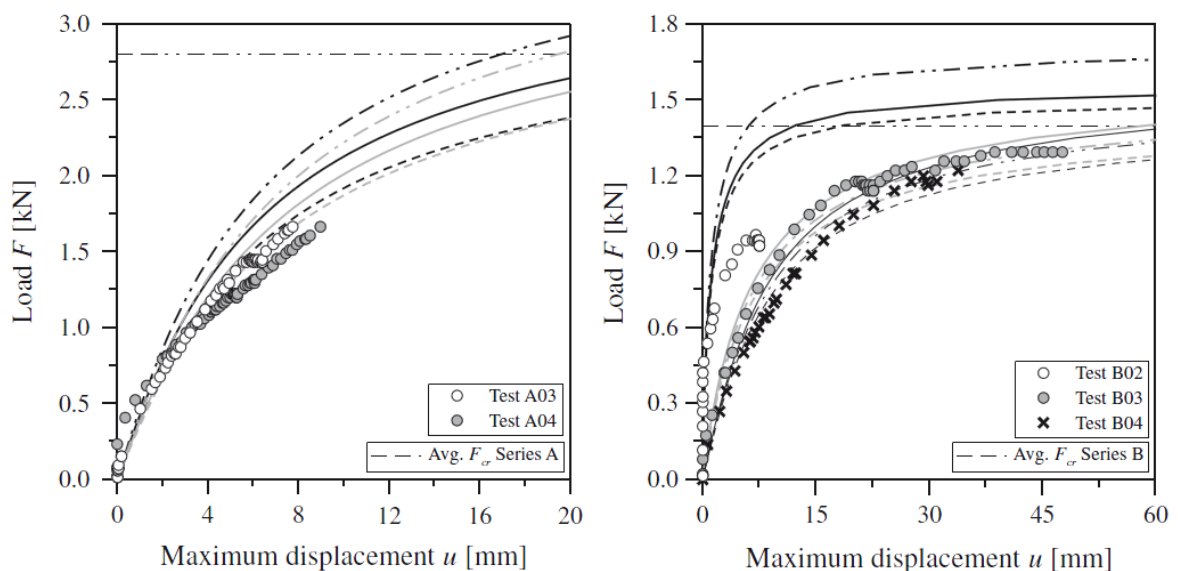 3.0
2.5
2.0
1.5
1.0
0.5
0.0
Load F [kN]
0 4 8 12 16 20
Maximum displacement u [mm]
Test A03
Test A04
Avg. Fcr Series A
1.8
1.5
1.2
0.9
0.6
0.3
0.0
Load F [kN]
0 15 30 45 60
Maximum displacement u [mm]
Test B02
Test B03
Test B04
Avg. Fcr Series B